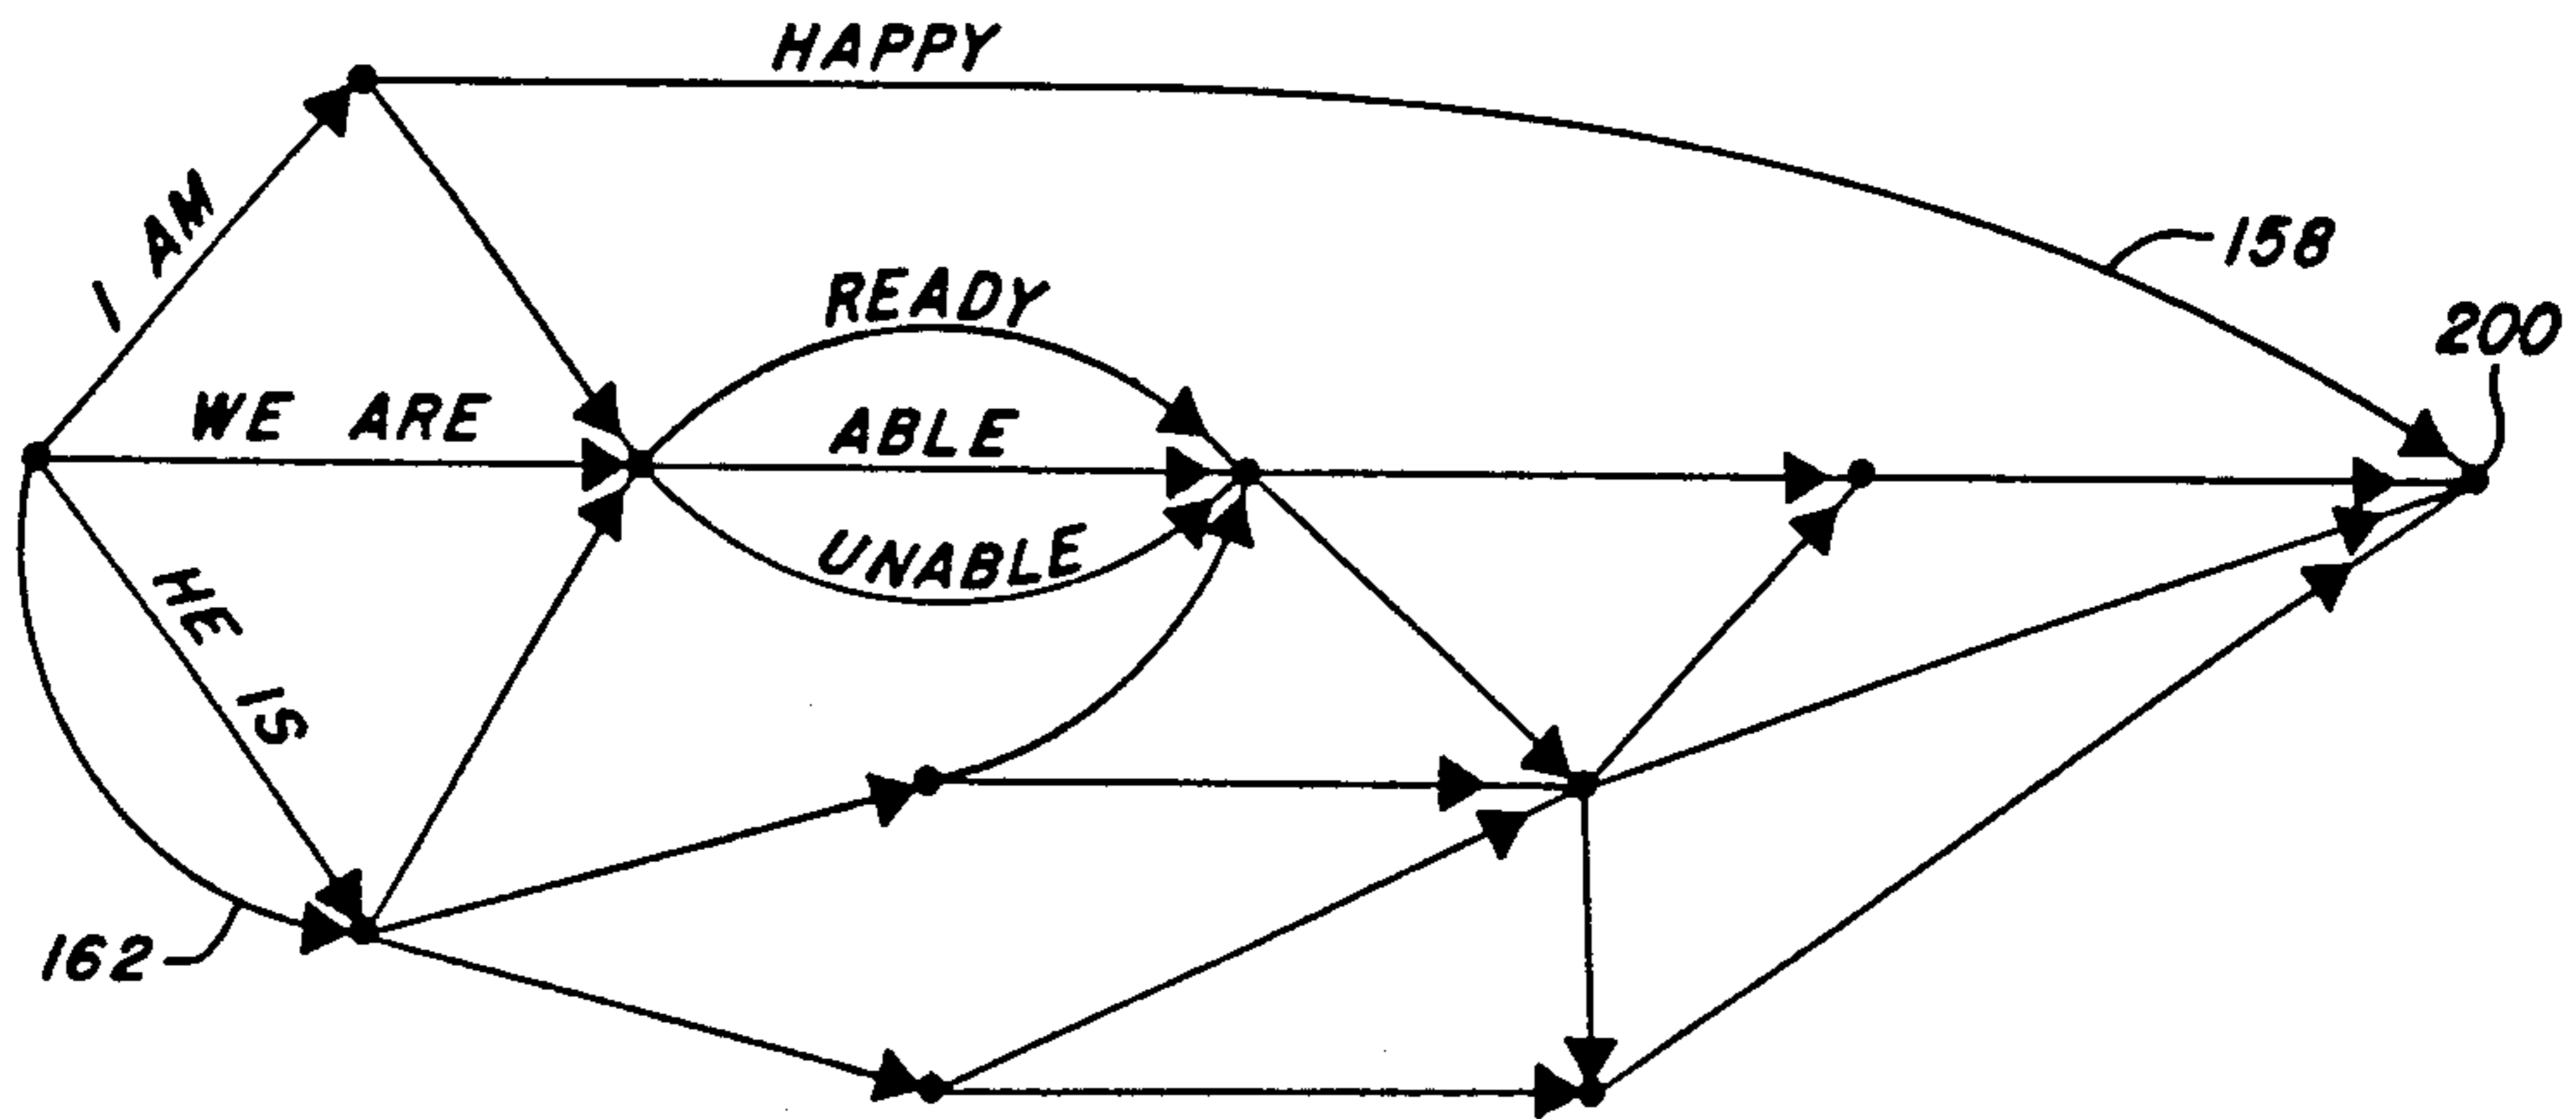 HAPPY
I AM
158
READY
200
WE ARE
ABLE
UNABLE
HE IS
162